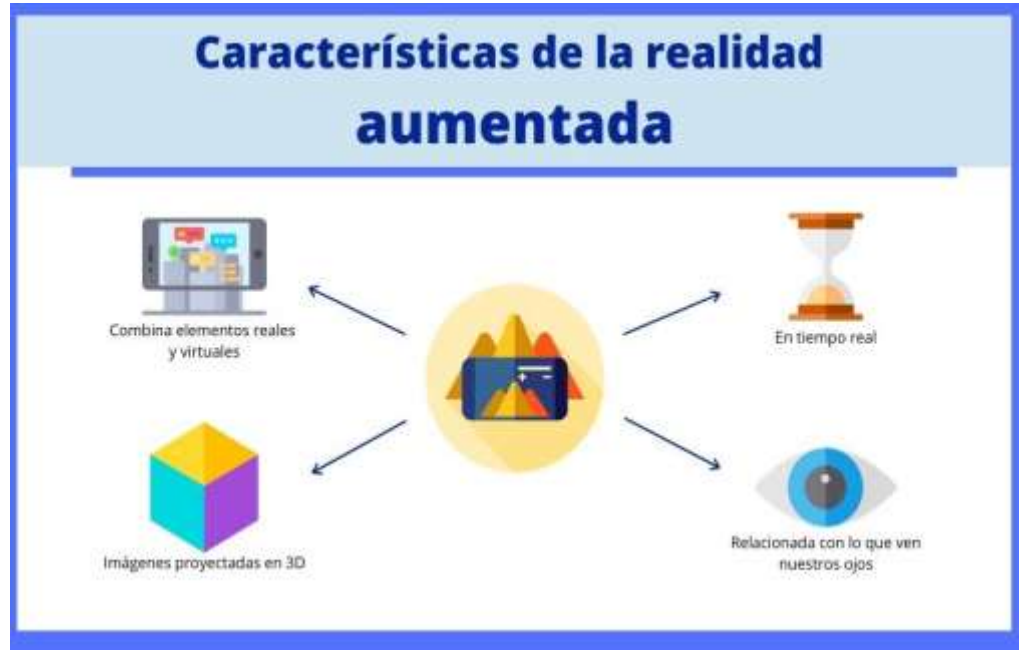 Características de la realidad
aumentada
Combina elementos reales
y virtuales
En tiempo real
Imágenes proyectadas en 3D
Relacionada con lo que ven
nuestros ojos